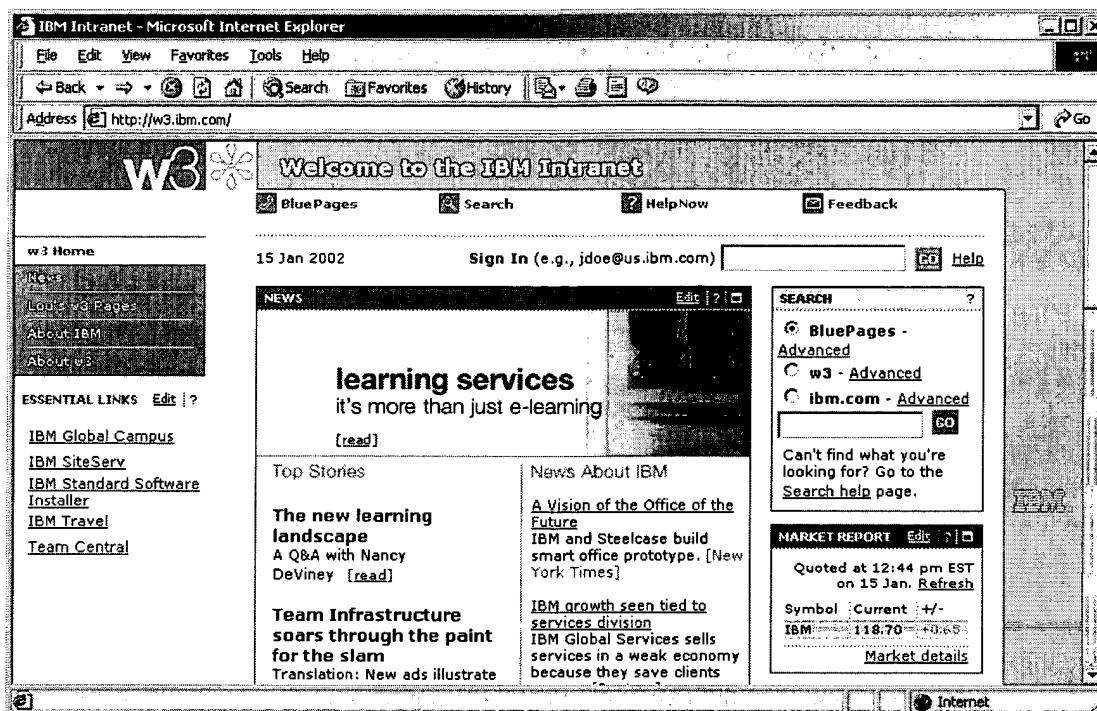 IBM Intranet - Microsoft Internet Explorer
File Edit View Favorites Tools Help
Back Search Favorites History
Address http://w3.ibm.com/ Go
w3 Welcome to the IBM Intranet
BluePages Search HelpNow Feedback
w3 Home
News
Lou's w3 Pages
About IBM
About w3
ESSENTIAL LINKS Edit ?
IBM Global Campus
IBM SiteServ
IBM Standard Software
Installer
IBM Travel
Team Central
15 Jan 2002 Sign In (e.g., jdoe@us.ibm.com) GO Help
NEWS Edit ?
learning services
it's more than just e-learning
[read]
Top Stories
The new learning
landscape
A Q&A with Nancy
DeViney [read]
Team Infrastructure
soars through the paint
for the slam
Translation: New ads illustrate
News About IBM
A Vision of the Office of the
Future
IBM and Steelcase build
smart office prototype. [New
York Times]
IBM growth seen tied to
services division
IBM Global Services sells
services in a weak economy
because they save clients
SEARCH ?
BluePages -
Advanced
w3 - Advanced
ibm.com - Advanced
GO
Can't find what you're
looking for? Go to the
Search help page.
IBM
MARKET REPORT Edit ?
Quoted at 12:44 pm EST
on 15 Jan. Refresh
Symbol Current +/-
IBM 118.70 +0.65
Market details
Internet